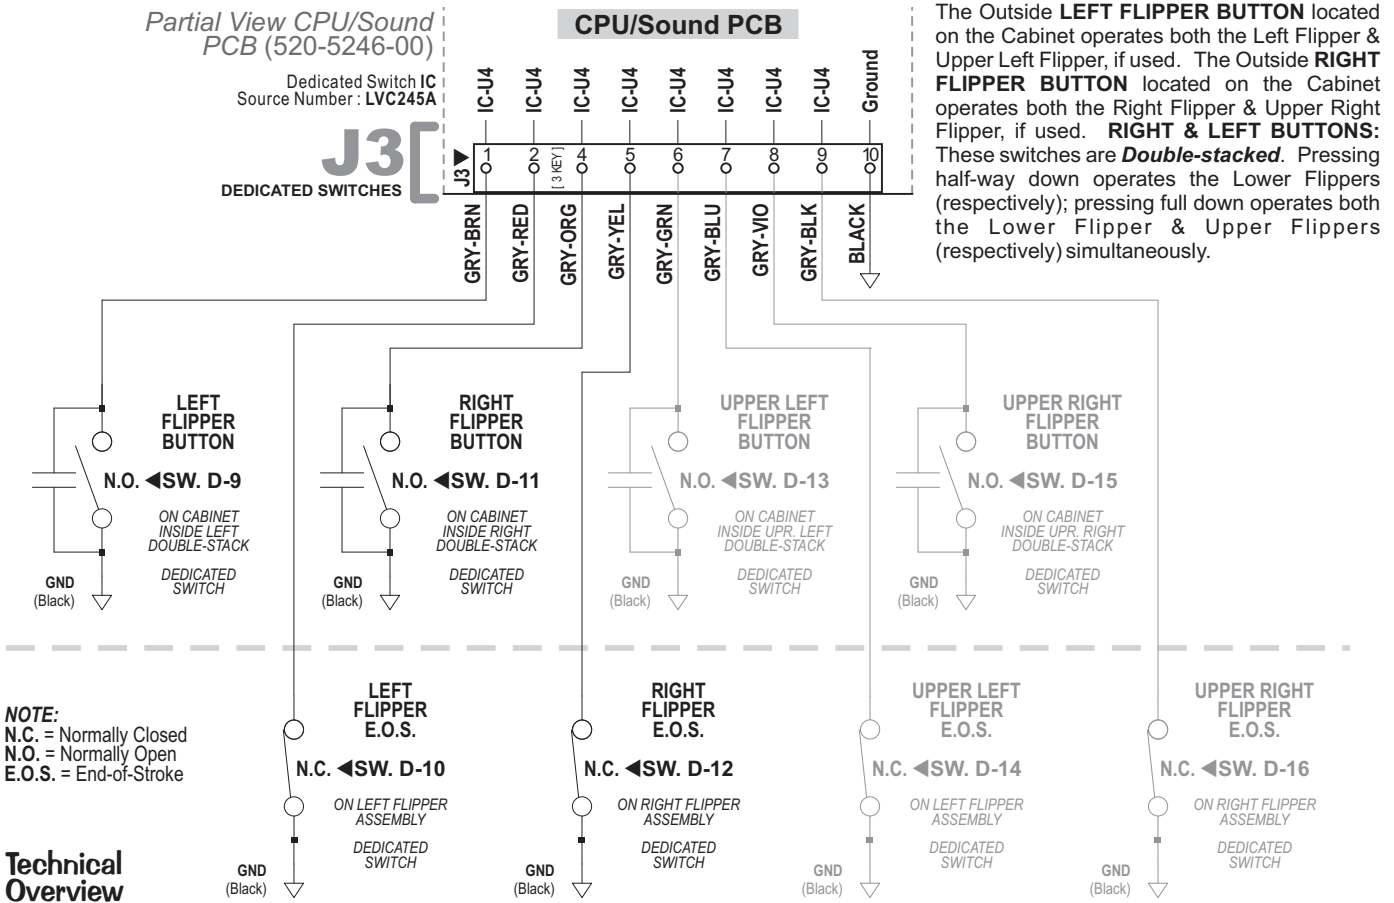 Partial View CPU/Sound
PCB (520-5246-00)
CPU/Sound PCB
Dedicated Switch IC
Source Number : LVC245A
J3
DEDICATED SWITCHES
IC-U4
IC-U4
IC-U4
IC-U4
IC-U4
IC-U4
IC-U4
IC-U4
Ground
J3
1
2
[ 3 KEY ]
4
5
6
7
8
9
10
GRY-BRN
GRY-RED
GRY-ORG
GRY-YEL
GRY-GRN
GRY-BLU
GRY-VIO
GRY-BLK
BLACK
The Outside LEFT FLIPPER BUTTON located
on the Cabinet operates both the Left Flipper &
Upper Left Flipper, if used. The Outside RIGHT
FLIPPER BUTTON located on the Cabinet
operates both the Right Flipper & Upper Right
Flipper, if used. RIGHT & LEFT BUTTONS:
These switches are Double-stacked. Pressing
half-way down operates the Lower Flippers
(respectively); pressing full down operates both
the Lower Flipper & Upper Flippers
(respectively) simultaneously.
LEFT
FLIPPER
BUTTON
N.O. ◀SW. D-9
ON CABINET
INSIDE LEFT
DOUBLE-STACK
DEDICATED
SWITCH
GND
(Black)
RIGHT
FLIPPER
BUTTON
N.O. ◀SW. D-11
ON CABINET
INSIDE RIGHT
DOUBLE-STACK
DEDICATED
SWITCH
GND
(Black)
UPPER LEFT
FLIPPER
BUTTON
N.O. ◀SW. D-13
ON CABINET
INSIDE UPR. LEFT
DOUBLE-STACK
DEDICATED
SWITCH
GND
(Black)
UPPER RIGHT
FLIPPER
BUTTON
N.O. ◀SW. D-15
ON CABINET
INSIDE UPR. RIGHT
DOUBLE-STACK
DEDICATED
SWITCH
GND
(Black)
NOTE:
N.C. = Normally Closed
N.O. = Normally Open
E.O.S. = End-of-Stroke
LEFT
FLIPPER
E.O.S.
N.C. ◀SW. D-10
ON LEFT FLIPPER
ASSEMBLY
DEDICATED
SWITCH
GND
(Black)
RIGHT
FLIPPER
E.O.S.
N.C. ◀SW. D-12
ON RIGHT FLIPPER
ASSEMBLY
DEDICATED
SWITCH
GND
(Black)
UPPER LEFT
FLIPPER
E.O.S.
N.C. ◀SW. D-14
ON LEFT FLIPPER
ASSEMBLY
DEDICATED
SWITCH
GND
(Black)
UPPER RIGHT
FLIPPER
E.O.S.
N.C. ◀SW. D-16
ON RIGHT FLIPPER
ASSEMBLY
DEDICATED
SWITCH
GND
(Black)
Technical
Overview